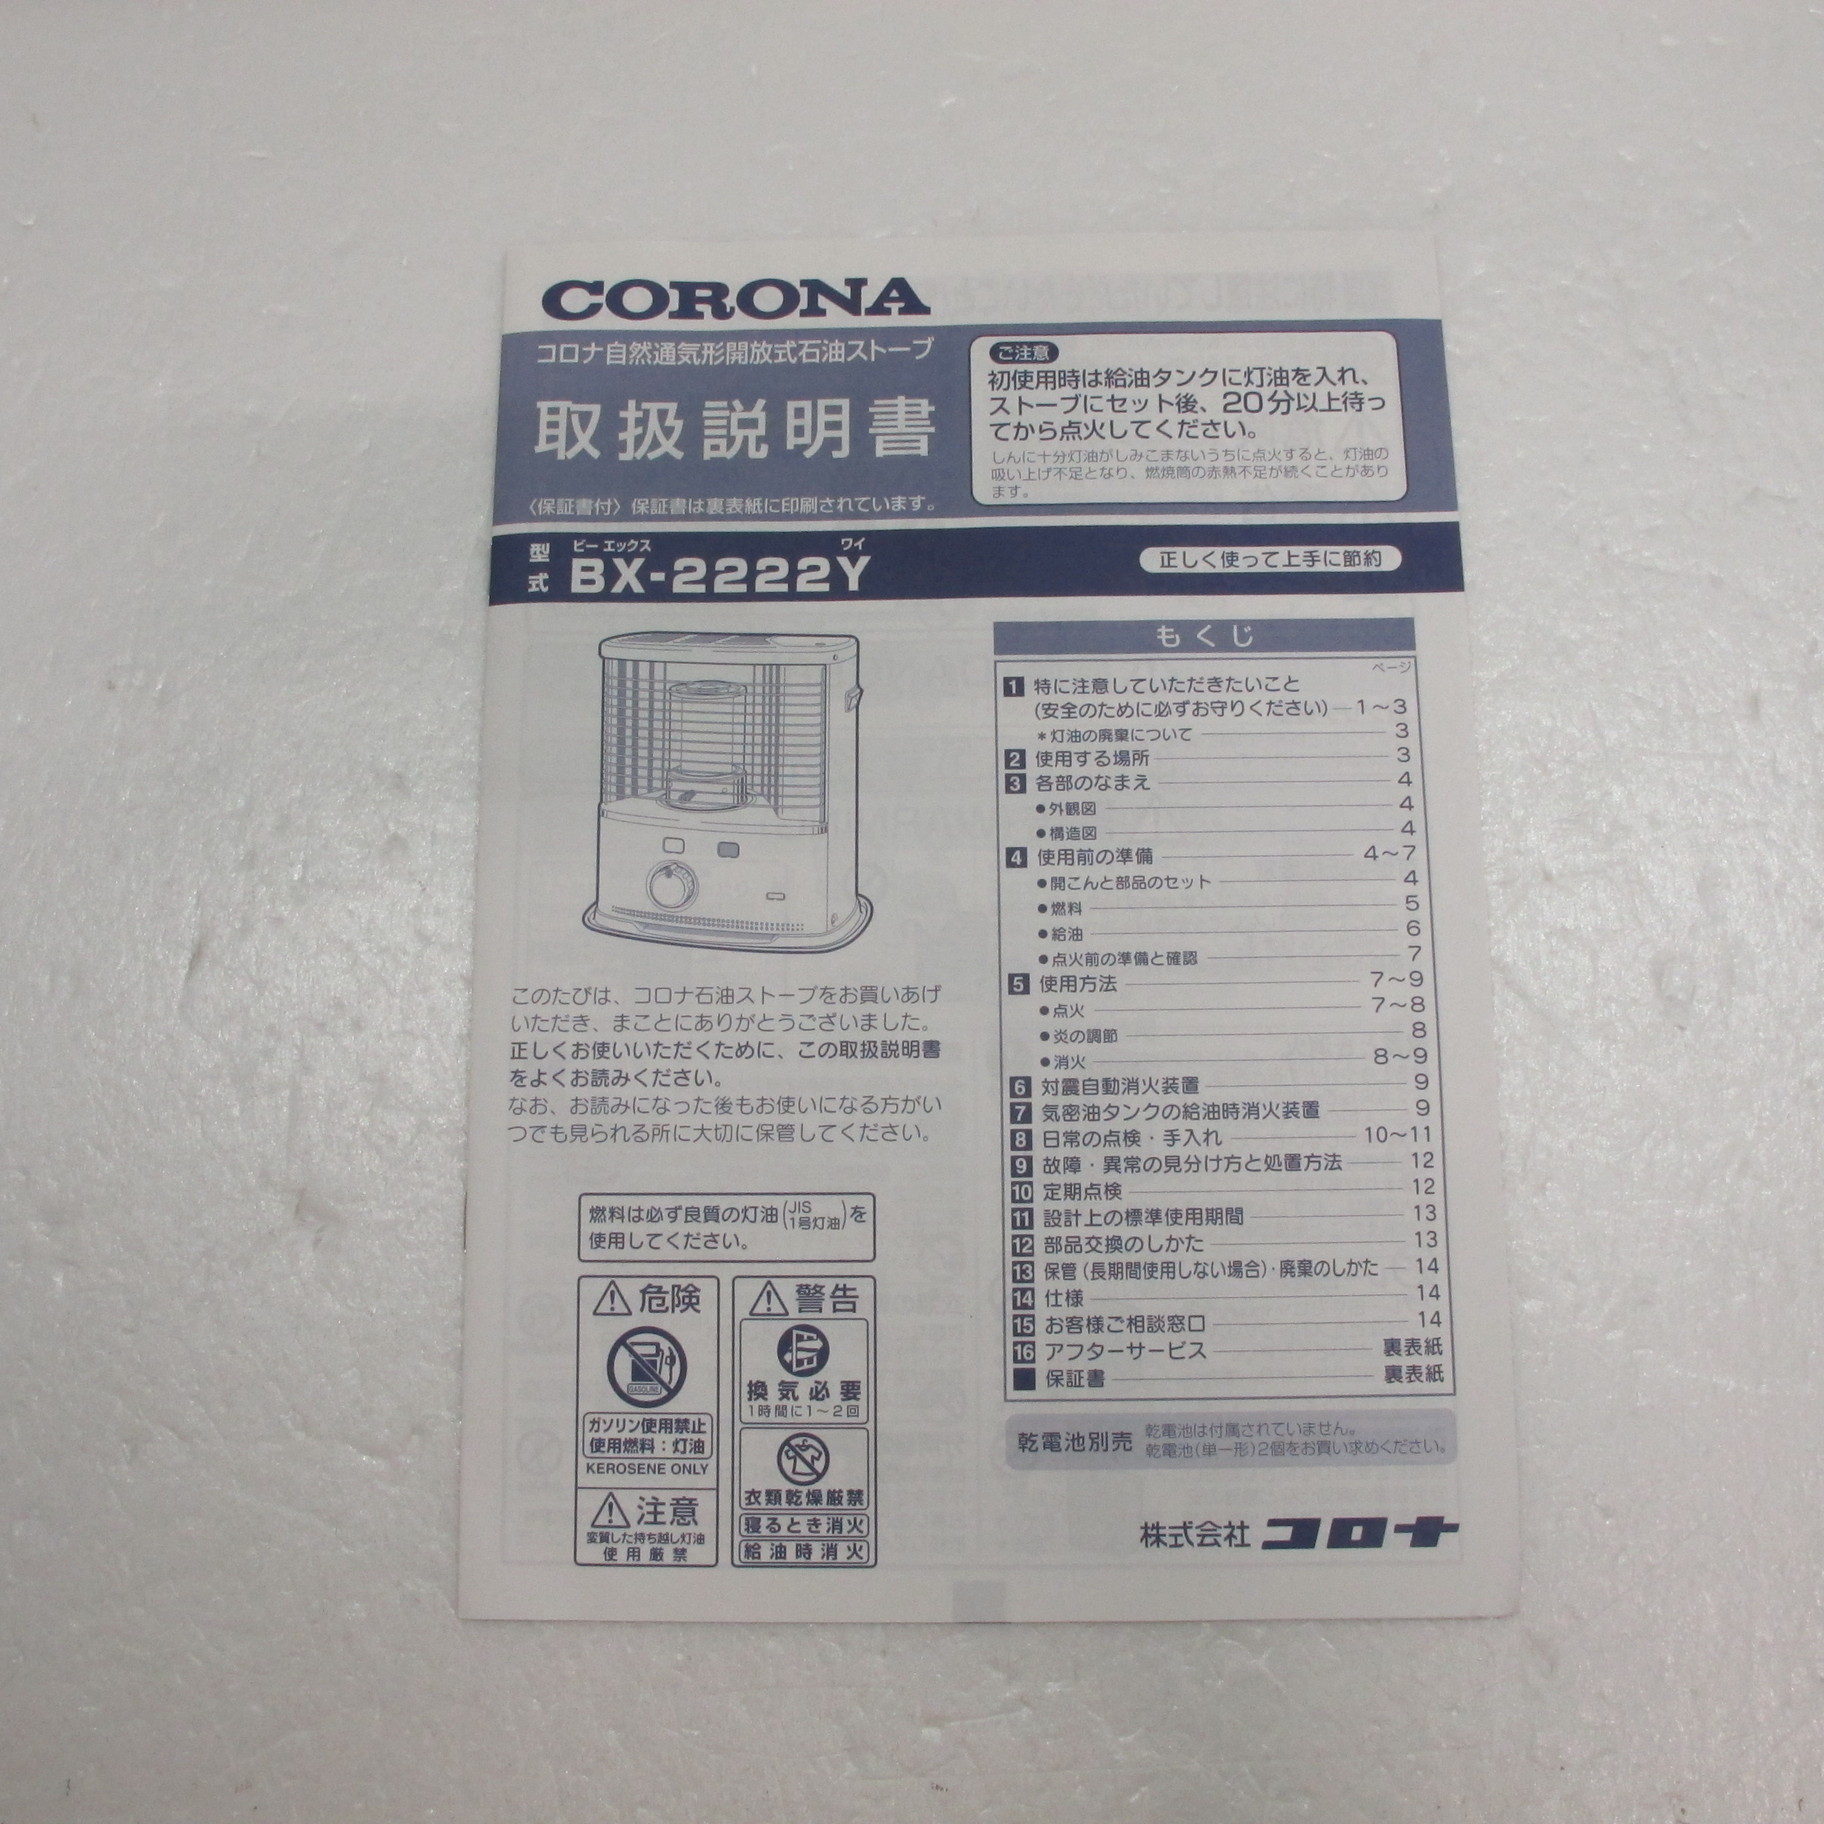 CORONA
コロナ自然通気形開放式石油ストーブ
取扱説明書
〈保証書付〉保証書は裏表紙に印刷されています。
ご注意
初使用時は給油タンクに灯油を入れ、
ストーブにセット後、20分以上待っ
てから点火してください。
しんに十分灯油がしみこまないうちに点火すると、灯油の
吸い上げ不足となり、燃焼筒の赤熱不足が続くことがあり
ます。
ビー エックス ワイ
型式 BX-2222Y
正しく使って上手に節約
このたびは、コロナ石油ストーブをお買いあげ
いただき、まことにありがとうございました。
正しくお使いいただくために、この取扱説明書
をよくお読みください。
なお、お読みになった後もお使いになる方がい
つでも見られる所に大切に保管してください。
燃料は必ず良質の灯油(JIS 1号灯油)を
使用してください。
危険
GASOLINE
ガソリン使用禁止
使用燃料：灯油
KEROSENE ONLY
注意
変質した持ち越し灯油
使用厳禁
警告
換気必要
1時間に1〜2回
衣類乾燥厳禁
寝るとき消火
給油時消火
もくじ
ページ
1 特に注意していただきたいこと
(安全のために必ずお守りください) 1〜3
＊灯油の廃棄について 3
2 使用する場所 3
3 各部のなまえ 4
●外観図 4
●構造図 4
4 使用前の準備 4〜7
●開こんと部品のセット 4
●燃料 5
●給油 6
●点火前の準備と確認 7
5 使用方法 7〜9
●点火 7〜8
●炎の調節 8
●消火 8〜9
6 対震自動消火装置 9
7 気密油タンクの給油時消火装置 9
8 日常の点検・手入れ 10〜11
9 故障・異常の見分け方と処置方法 12
10 定期点検 12
11 設計上の標準使用期間 13
12 部品交換のしかた 13
13 保管(長期間使用しない場合)・廃棄のしかた 14
14 仕様 14
15 お客様ご相談窓口 14
16 アフターサービス 裏表紙
■ 保証書 裏表紙
乾電池別売
乾電池は付属されていません。
乾電池(単一形)2個をお買い求めください。
株式会社 コロナ